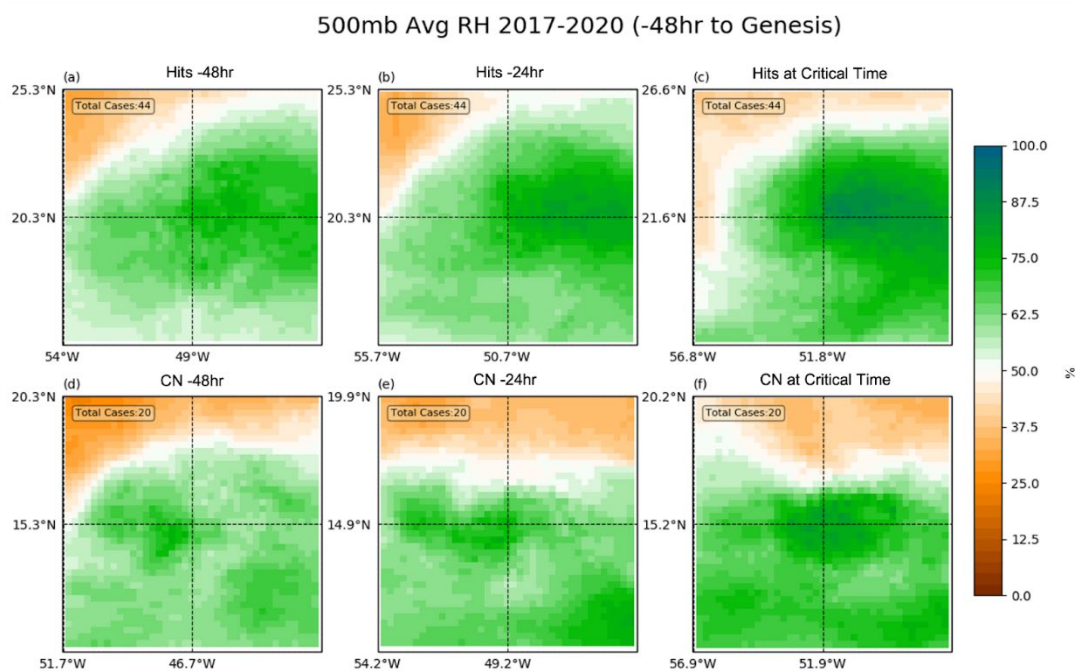 500mb Avg RH 2017-2020 (-48hr to Genesis)
(a) Hits -48hr
(b) Hits -24hr
(c) Hits at Critical Time
25.3°N
Total Cases:44
25.3°N
Total Cases:44
26.6°N
Total Cases:44
20.3°N
20.3°N
21.6°N
54°W
49°W
55.7°W
50.7°W
56.8°W
51.8°W
(d) CN -48hr
(e) CN -24hr
(f) CN at Critical Time
20.3°N
Total Cases:20
19.9°N
Total Cases:20
20.2°N
Total Cases:20
15.3°N
14.9°N
15.2°N
51.7°W
46.7°W
54.2°W
49.2°W
56.9°W
51.9°W
100.0
87.5
75.0
62.5
50.0
37.5
25.0
12.5
0.0
%